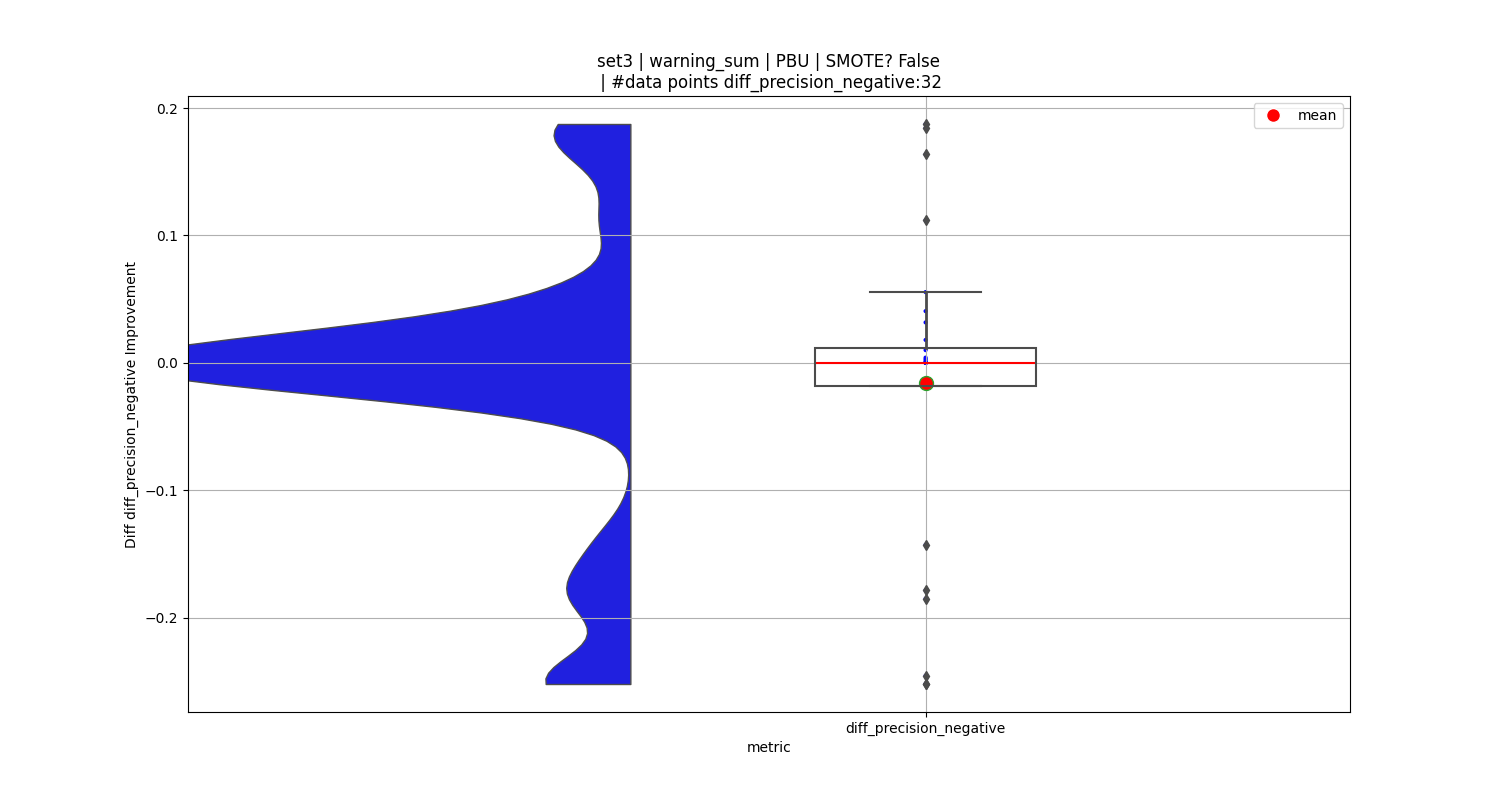 set3 | warning_sum | PBU | SMOTE? False
| #data points diff_precision_negative:32
mean
0.2
0.1
0.0
−0.1
−0.2
Diff diff_precision_negative Improvement
diff_precision_negative
metric